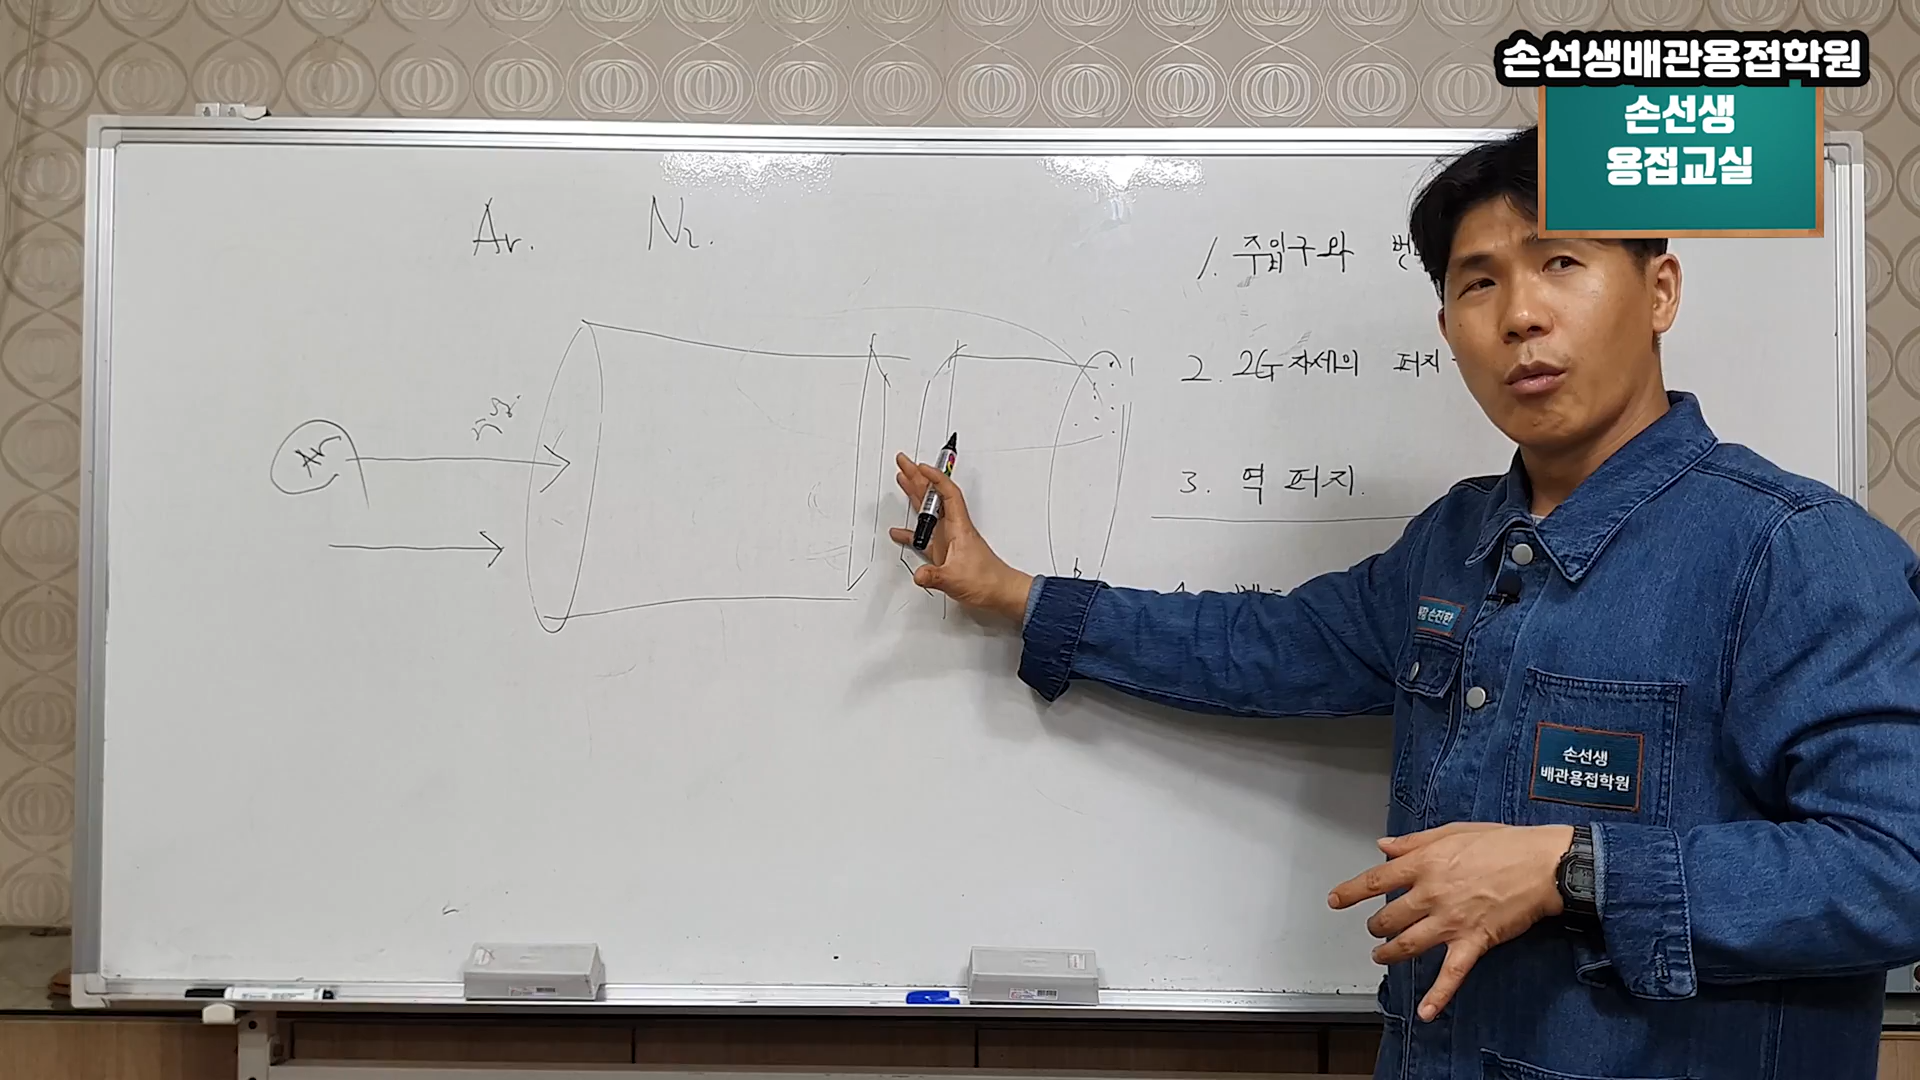 손선생배관용접학원
손선생
용접교실
Ar. N2.
1. 주입구와
2. 2G 자세의 퍼지
3. 역 퍼지.
Ar
손선생
배관용접학원